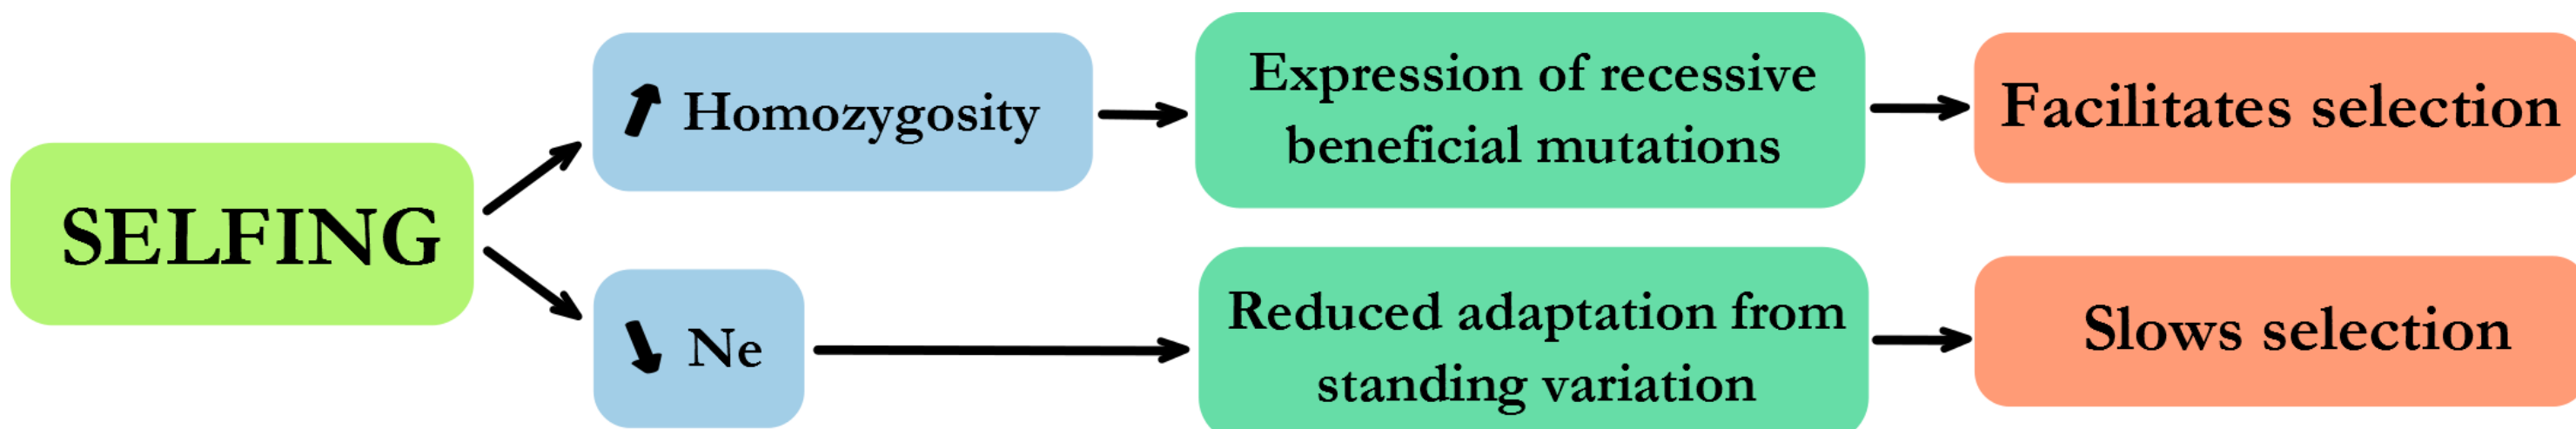 SELFING
Homozygosity
Expression of recessive
beneficial mutations
Facilitates selection
Ne
Reduced adaptation from
standing variation
Slows selection